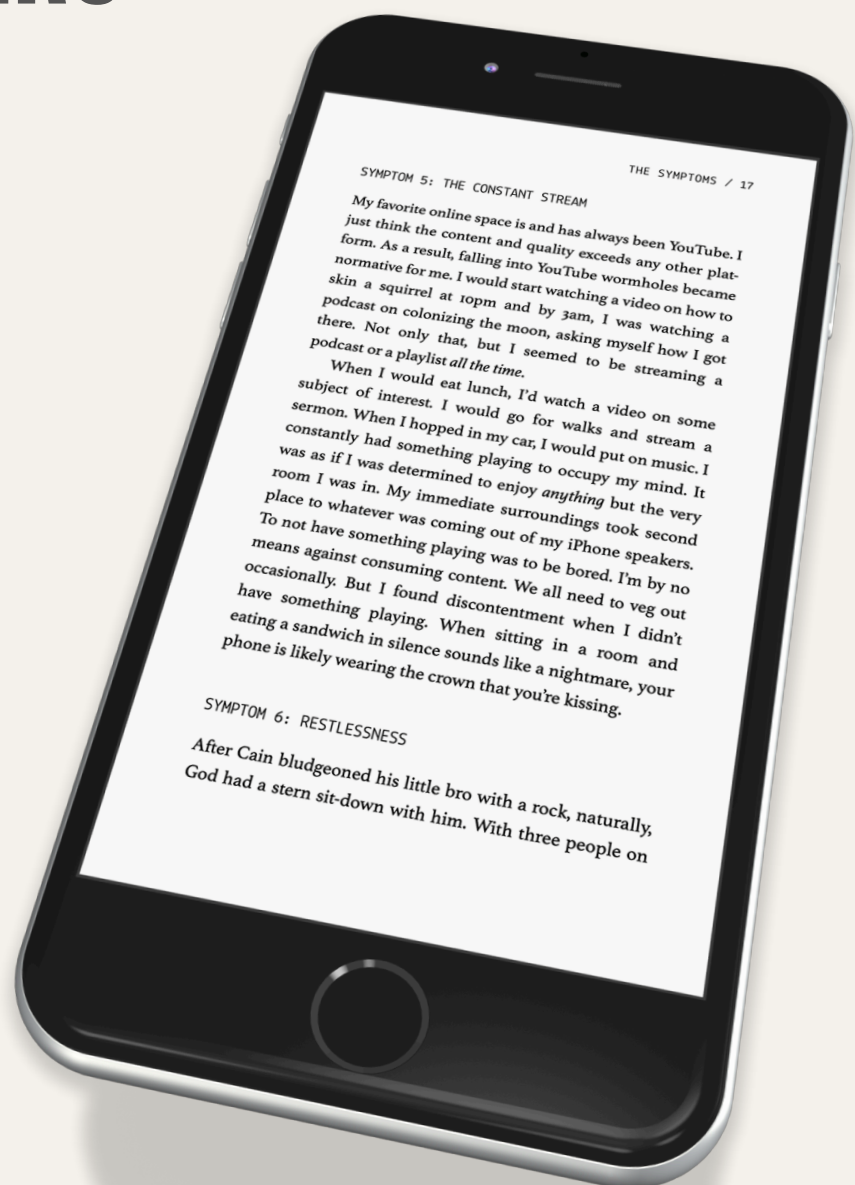 THE SYMPTOMS / 17
SYMPTOM 5: THE CONSTANT STREAM
My favorite online space is and has always been YouTube. I
just think the content and quality exceeds any other plat-
form. As a result, falling into YouTube wormholes became
normative for me. I would start watching a video on how to
skin a squirrel at 10pm and by 3am, I was watching a
podcast on colonizing the moon, asking myself how I got
there. Not only that, but I seemed to be streaming a
podcast or a playlist all the time.
When I would eat lunch, I’d watch a video on some
subject of interest. I would go for walks and stream a
sermon. When I hopped in my car, I would put on music. I
constantly had something playing to occupy my mind. It
was as if I was determined to enjoy anything but the very
room I was in. My immediate surroundings took second
place to whatever was coming out of my iPhone speakers.
To not have something playing was to be bored. I’m by no
means against consuming content. We all need to veg out
occasionally. But I found discontentment when I didn’t
have something playing. When sitting in a room and
eating a sandwich in silence sounds like a nightmare, your
phone is likely wearing the crown that you’re kissing.
SYMPTOM 6: RESTLESSNESS
After Cain bludgeoned his little bro with a rock, naturally,
God had a stern sit-down with him. With three people on